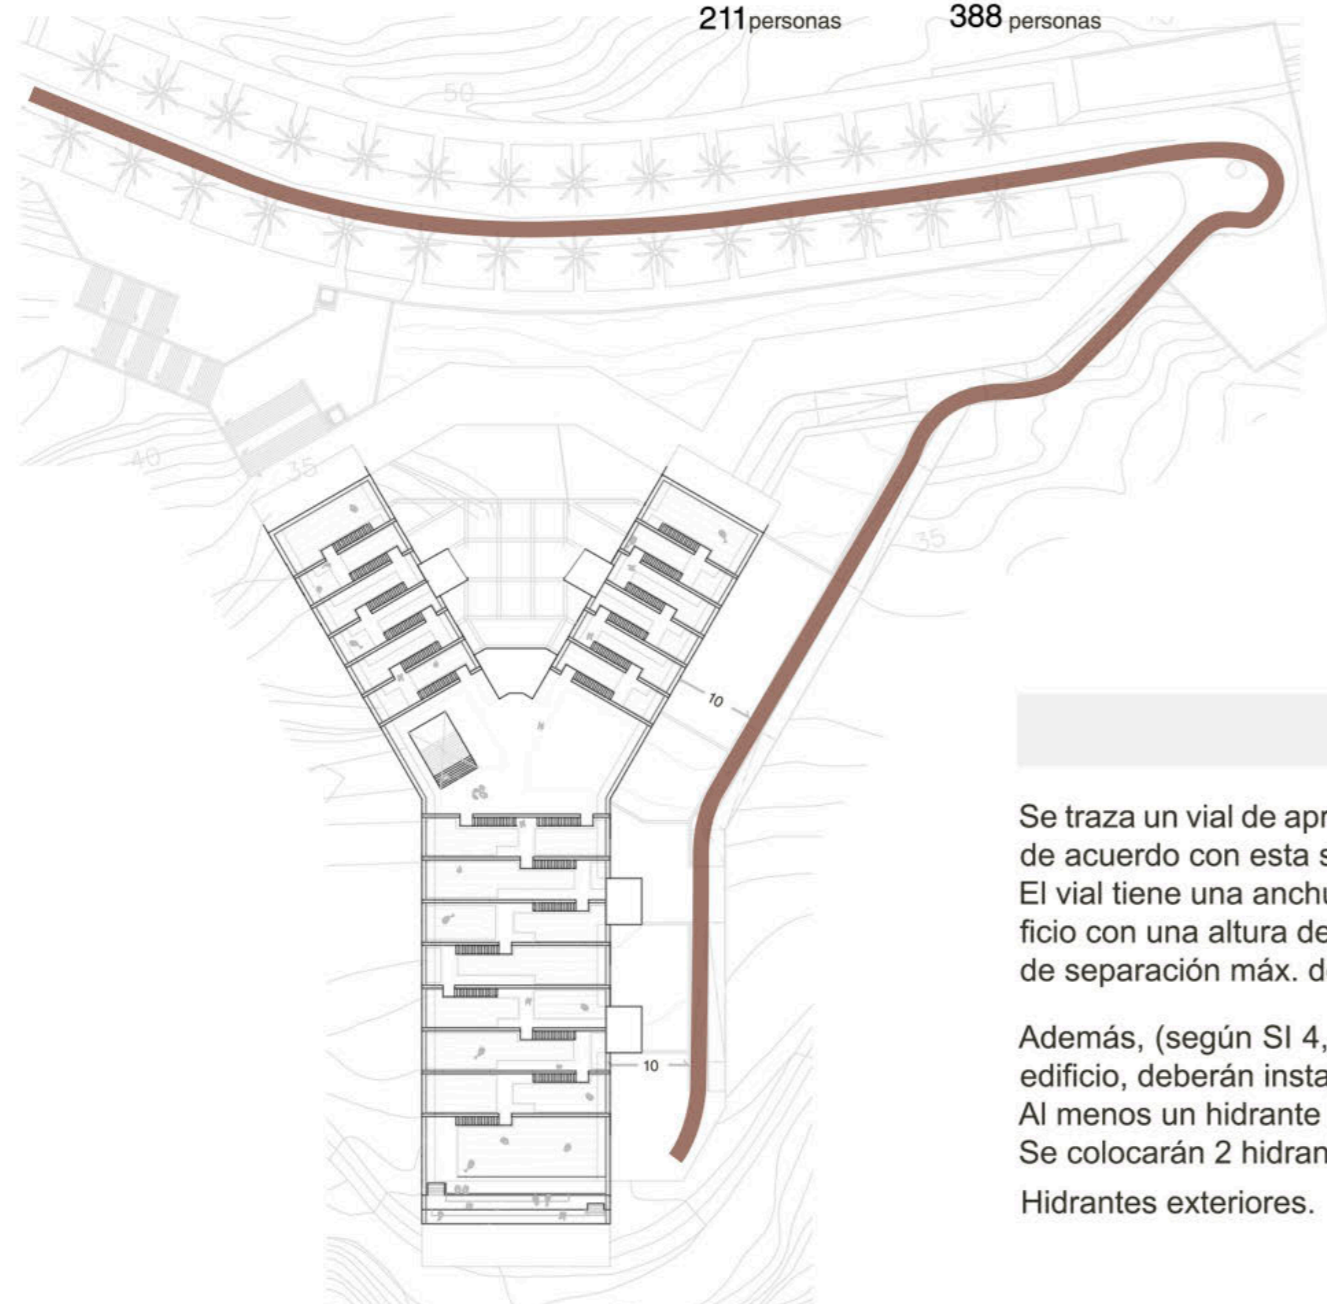 211 personas 388 personas
50
40
35
35
10
10
Se traza un vial de apr
de acuerdo con esta s
El vial tiene una anchu
ficio con una altura de
de separación máx. d
Además, (según SI 4,
edificio, deberán insta
Al menos un hidrante
Se colocarán 2 hidran
Hidrantes exteriores.